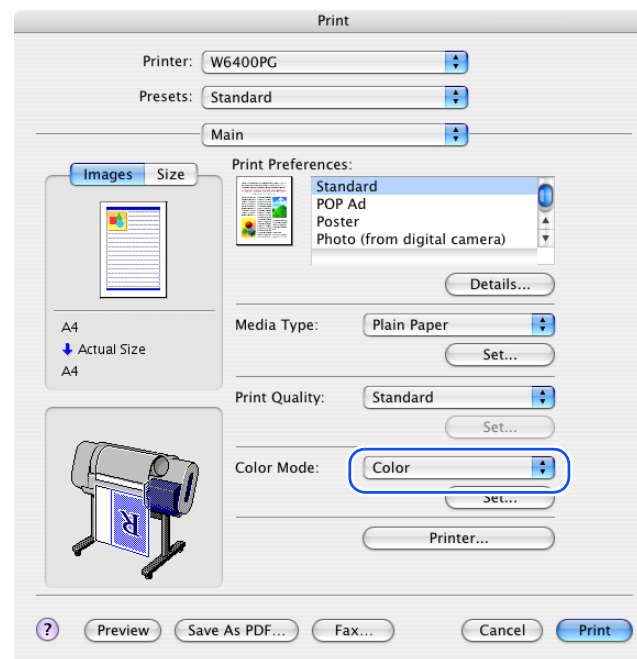 Print
Printer: W6400PG
Presets: Standard
Main
Images Size
Print Preferences:
Standard
POP Ad
Poster
Photo (from digital camera)
Details...
A4
Actual Size
A4
Media Type: Plain Paper
Set...
Print Quality: Standard
Set...
Color Mode: Color
Set...
Printer...
R
? Preview Save As PDF... Fax... Cancel Print